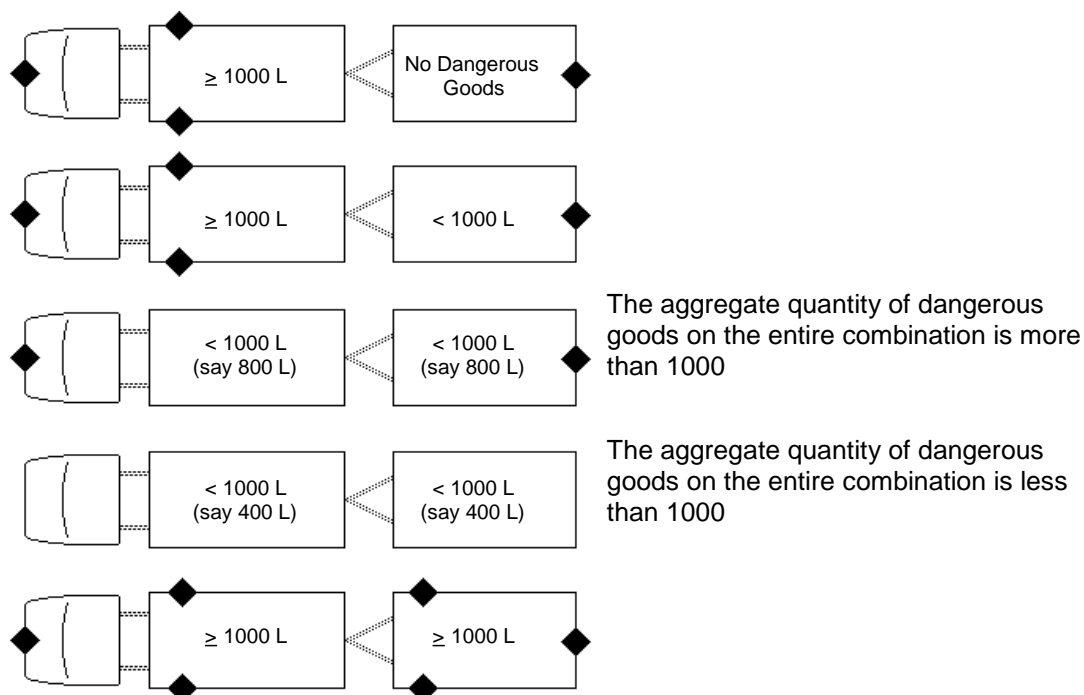 ≥ 1000 L
No Dangerous
Goods
≥ 1000 L
< 1000 L
< 1000 L
(say 800 L)
< 1000 L
(say 800 L)
The aggregate quantity of dangerous
goods on the entire combination is more
than 1000
< 1000 L
(say 400 L)
< 1000 L
(say 400 L)
The aggregate quantity of dangerous
goods on the entire combination is less
than 1000
≥ 1000 L
≥ 1000 L